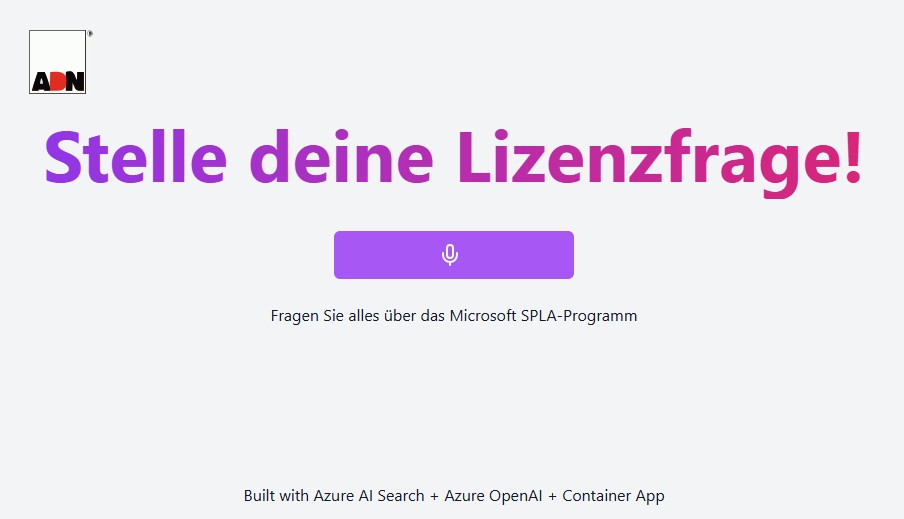 ADN®
Stelle deine Lizenzfrage!
Fragen Sie alles über das Microsoft SPLA-Programm
Built with Azure AI Search + Azure OpenAI + Container App